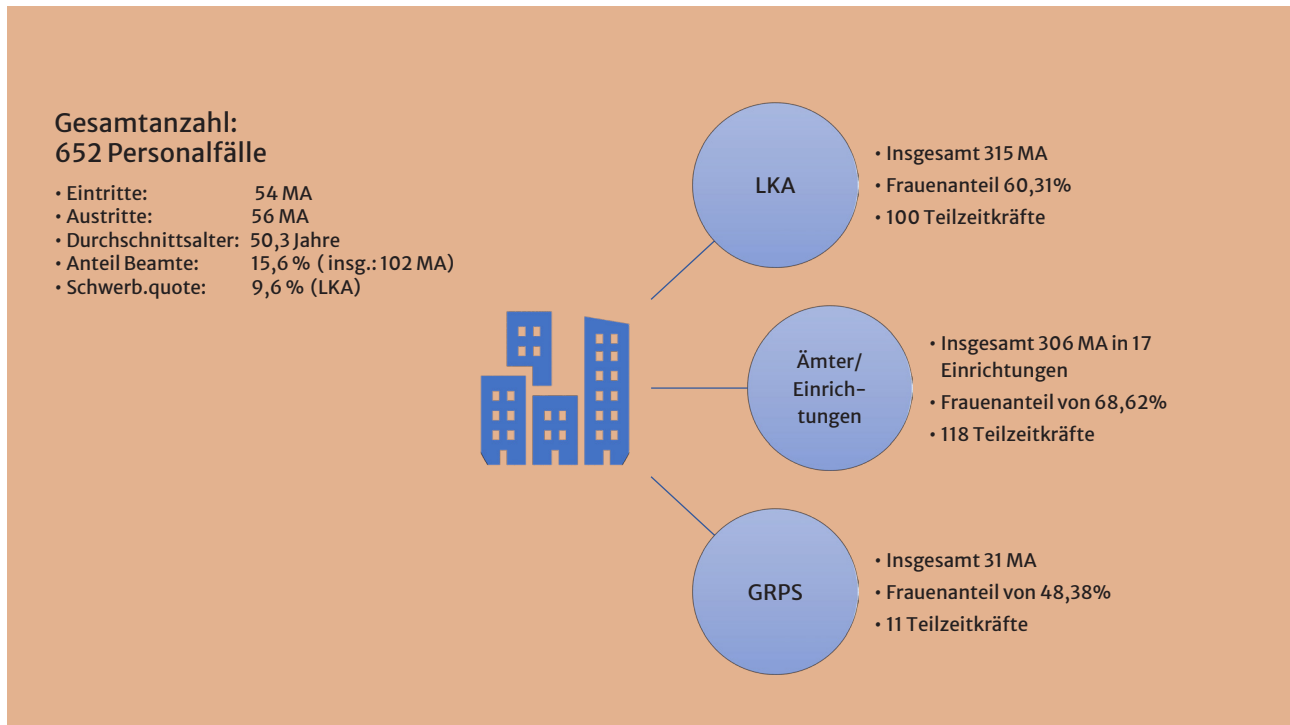 Gesamtanzahl:
652 Personalfälle
• Eintritte: 54 MA
• Austritte: 56 MA
• Durchschnittsalter: 50,3 Jahre
• Anteil Beamte: 15,6 % ( insg.: 102 MA)
• Schwerb.quote: 9,6 % (LKA)
LKA
• Insgesamt 315 MA
• Frauenanteil 60,31%
• 100 Teilzeitkräfte
Ämter/
Einrich-
tungen
• Insgesamt 306 MA in 17
Einrichtungen
• Frauenanteil von 68,62%
• 118 Teilzeitkräfte
GRPS
• Insgesamt 31 MA
• Frauenanteil von 48,38%
• 11 Teilzeitkräfte